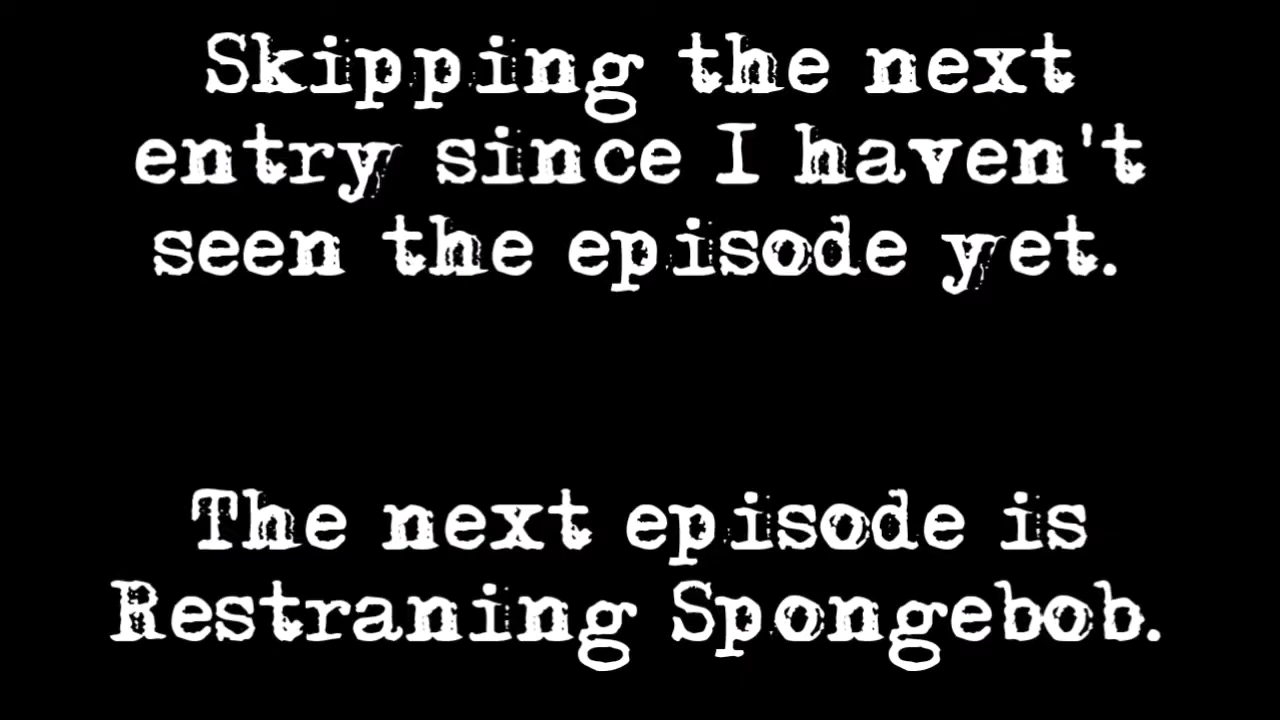 Skipping the next
entry since I haven't
seen the episode yet.
The next episode is
Restraning Spongebob.